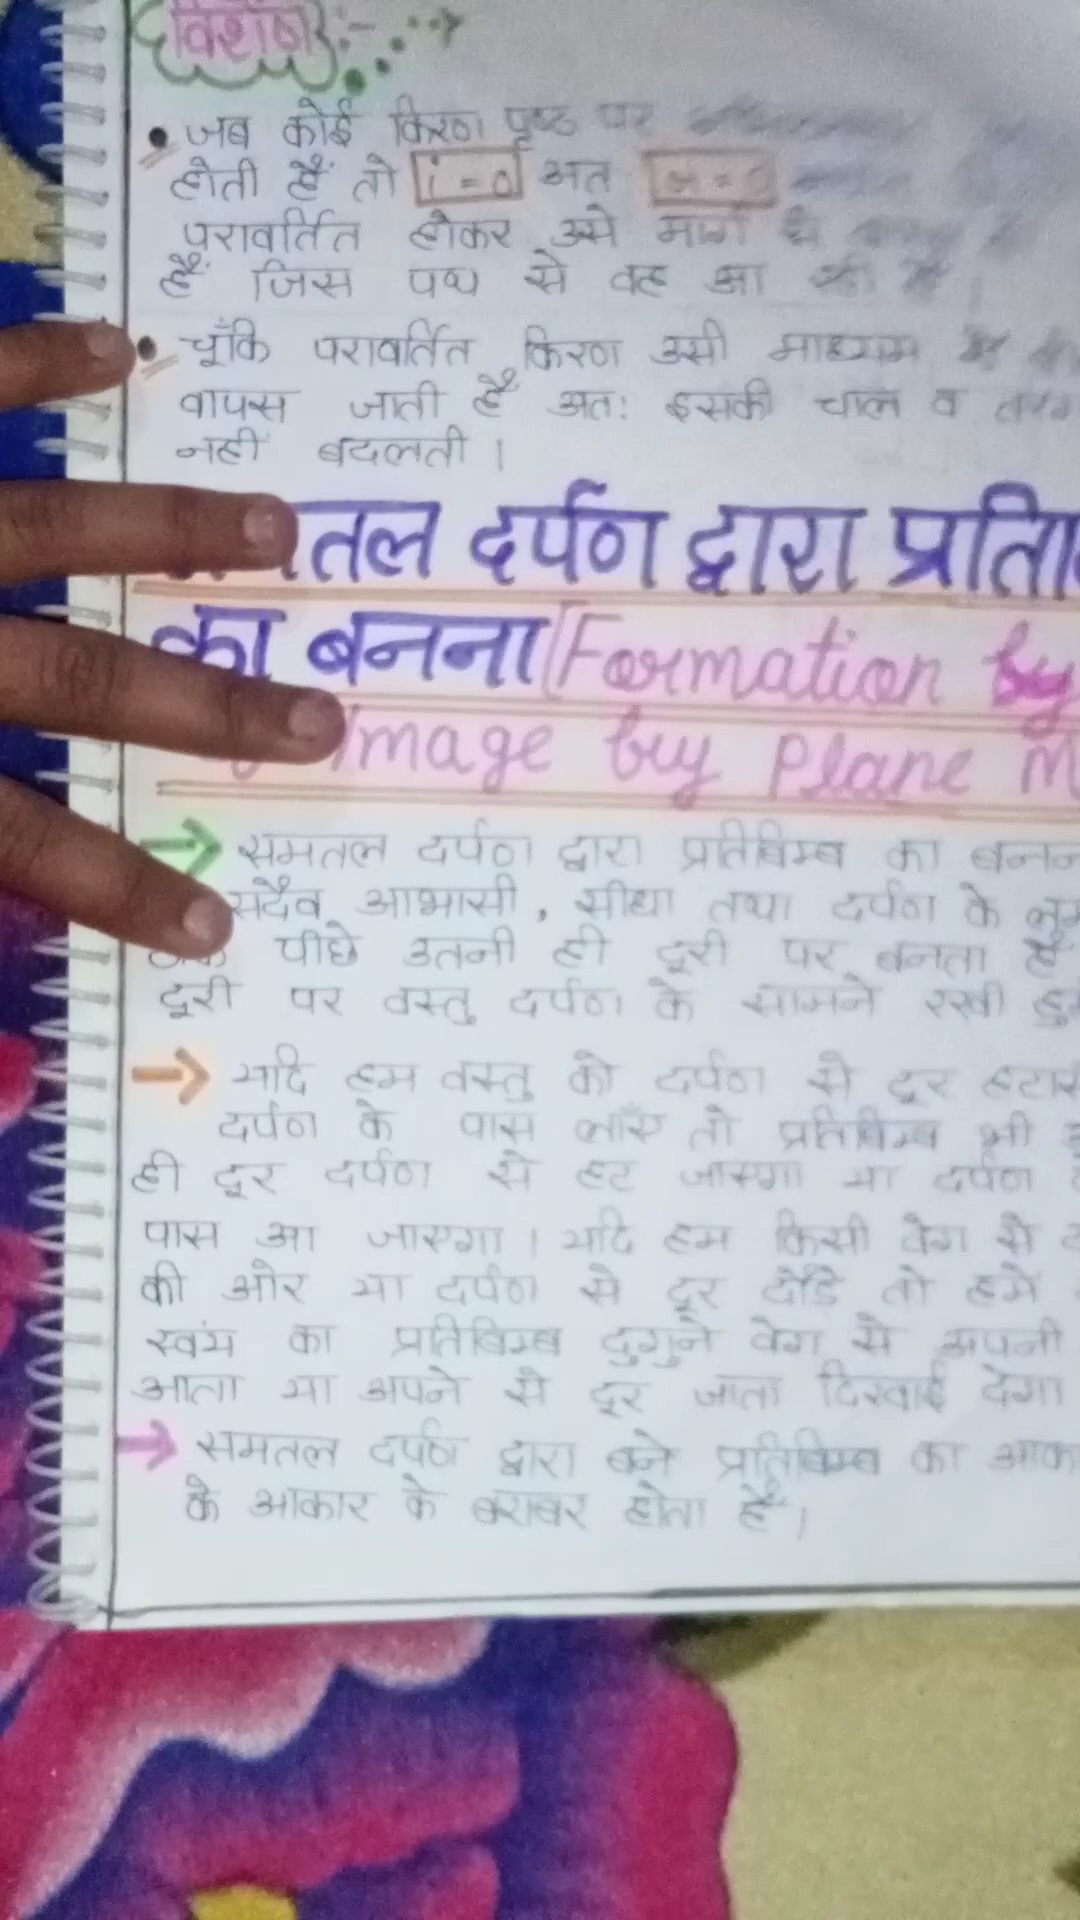 विशेष :-
• जब कोई किरण पृष्ठ पर
होती हैं तो i = 0 अत
परावर्तित होकर उसे मार्ग से
हैं जिस पथ से वह आ रही है ।
• चूँकि परावर्तित किरण उसी माध्यम में
वापस जाती है अतः इसकी चाल व
नही बदलती ।
तल दर्पण द्वारा
का बनना (Formation by
Image by Plane
→ समतल दर्पण द्वारा प्रतिबिम्ब का
सदैव आभासी, सीधा तथा दर्पण के
पीछे उतनी ही दूरी पर बनता है
दूरी पर वस्तु दर्पण के सामने रखी
→ यदि हम वस्तु को दर्पण से दूर
दर्पण के पास लाएँ तो प्रतिबिम्ब भी
ही दूर दर्पण से हट जाएगा या दर्पण
पास आ जाएगा । यदि हम किसी वेग से
की ओर या दर्पण से दूर दौडे तो हमे
स्वंय का प्रतिबिम्ब दुगुने वेग से अपनी
आता या अपने से दूर जाता दिखाई देगा
→ समतल दर्पण द्वारा बने प्रतिबिम्ब का
के आकार के बराबर होता है ।